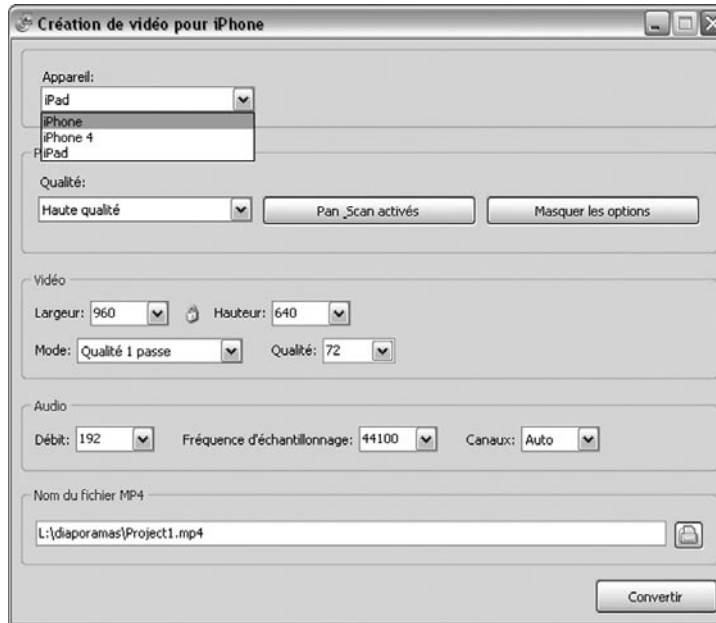 Création de vidéo pour iPhone
Appareil:
iPad
iPhone
iPhone 4
iPad
Qualité:
Haute qualité
Pan_Scan activés
Masquer les options
Vidéo
Largeur: 960 Hauteur: 640
Mode: Qualité 1 passe Qualité: 72
Audio
Débit: 192 Fréquence d'échantillonnage: 44100 Canaux: Auto
Nom du fichier MP4
L:\diaporamas\Project1.mp4
Convertir